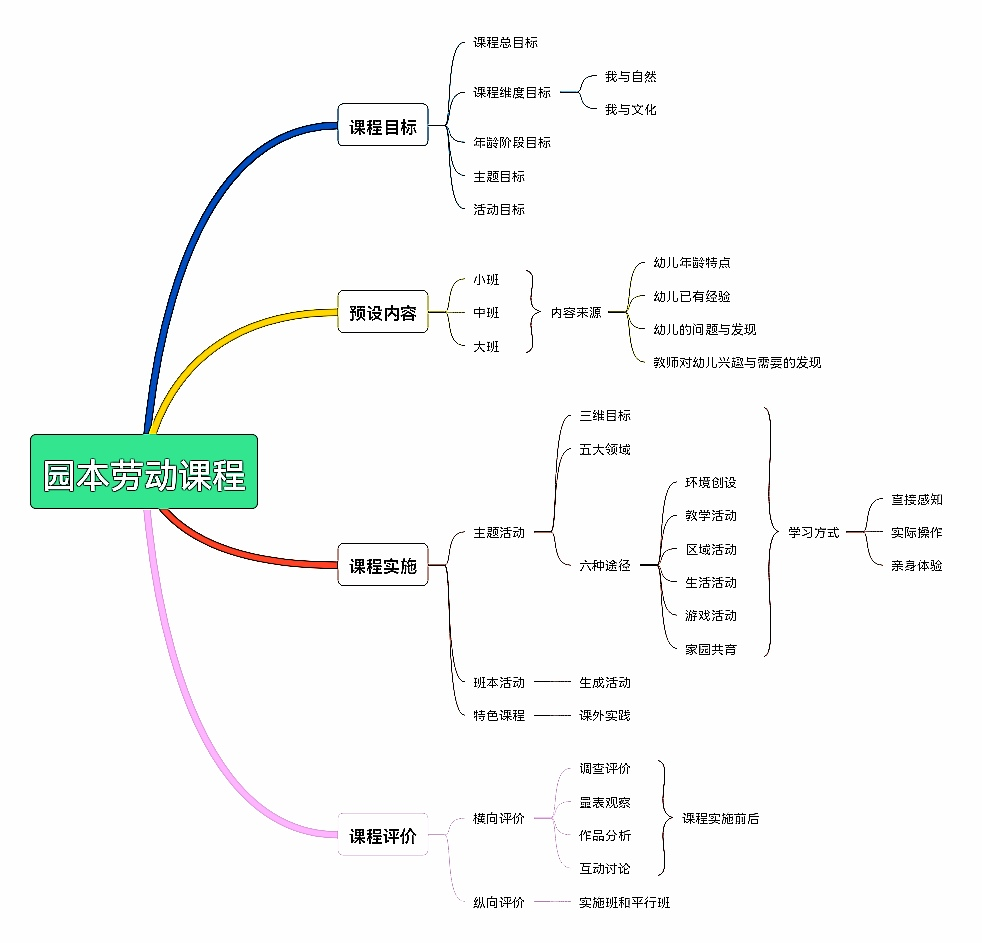 园本劳动课程
课程目标
课程总目标
课程维度目标
我与自然
我与文化
年龄阶段目标
主题目标
活动目标
预设内容
小班
中班
大班
内容来源
幼儿年龄特点
幼儿已有经验
幼儿的问题与发现
教师对幼儿兴趣与需要的发现
课程实施
主题活动
三维目标
五大领域
六种途径
环境创设
教学活动
区域活动
生活活动
游戏活动
家园共育
学习方式
直接感知
实际操作
亲身体验
班本活动
生成活动
特色课程
课外实践
课程评价
横向评价
调查评价
量表观察
作品分析
互动讨论
课程实施前后
纵向评价
实施班和平行班